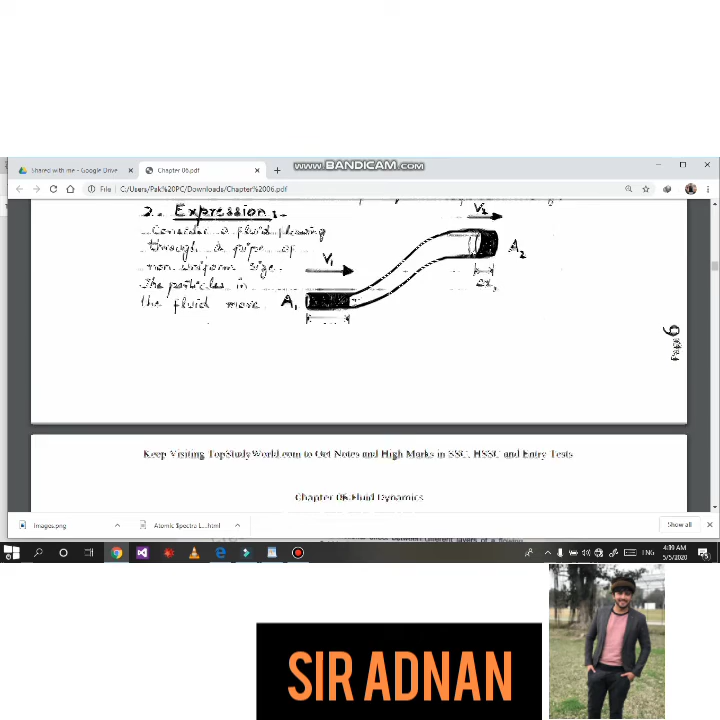 www.BANDICAM.com
Shared with me - Google Drive
Chapter 06.pdf
File
C:/Users/Pak%20PC/Downloads/Chapter%2006.pdf
2. Expression:
Consider a fluid flowing
through a pipe of
non uniform size.
The particles in
the fluid move
V1
V2
A1
A2
Keep Visiting TopStudyWorld.com to Get Notes and High Marks in SSC, HSSC and Entry Tests
Chapter 06 Fluid Dynamics
Images.png
Atomic Spectra L....html
Show all
ENG
4:39 AM
5/5/2020
SIR ADNAN